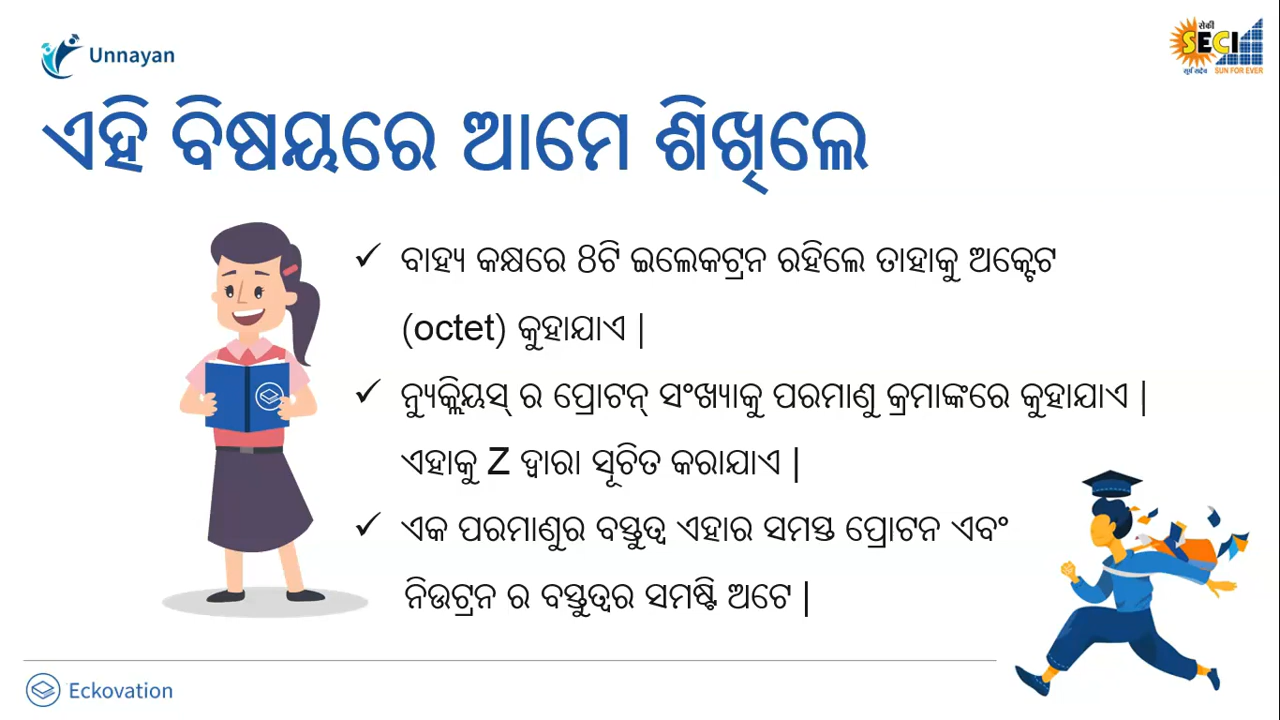 Unnayan
सेकी
SECI
सूर्य सदैव
SUN FOR EVER
ଏହି ବିଷୟରେ ଆମେ ଶିଖିଲେ
✓ ବାହ୍ୟ କକ୍ଷରେ 8ଟି ଇଲେକଟ୍ରନ ରହିଲେ ତାହାକୁ ଅକ୍ଟେଟ
(octet) କୁହାଯାଏ |
✓ ନ୍ୟୁକ୍ଲିୟସ୍ ର ପ୍ରୋଟନ୍ ସଂଖ୍ୟାକୁ ପରମାଣୁ କ୍ରମାଙ୍କରେ କୁହାଯାଏ |
ଏହାକୁ Z ଦ୍ୱାରା ସୂଚିତ କରାଯାଏ |
✓ ଏକ ପରମାଣୁର ବସ୍ତୁତ୍ୱ ଏହାର ସମସ୍ତ ପ୍ରୋଟନ ଏବଂ
ନିଉଟ୍ରନ ର ବସ୍ତୁତ୍ୱର ସମଷ୍ଟି ଅଟେ |
Eckovation